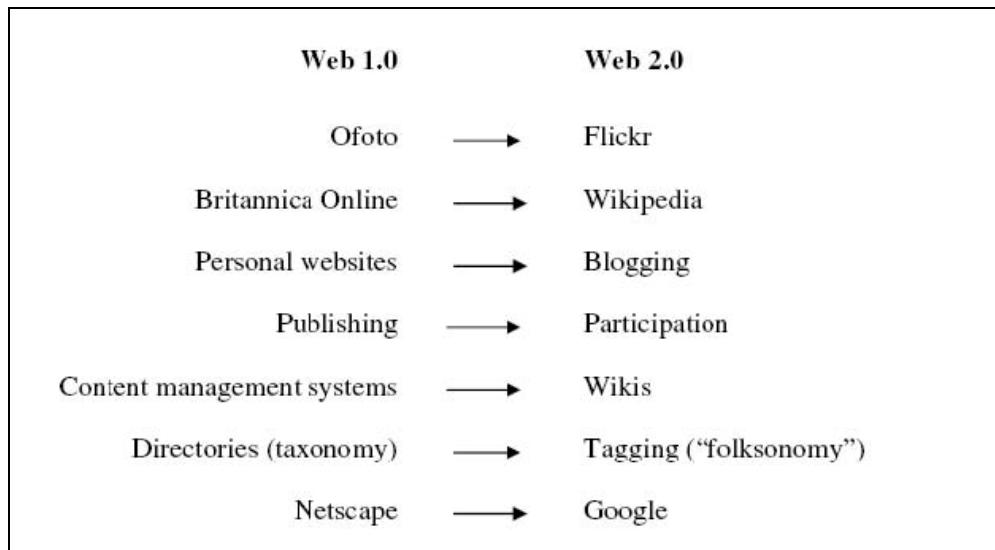 Web 1.0 Web 2.0
Ofoto Flickr
Britannica Online Wikipedia
Personal websites Blogging
Publishing Participation
Content management systems Wikis
Directories (taxonomy) Tagging (“folksonomy”)
Netscape Google